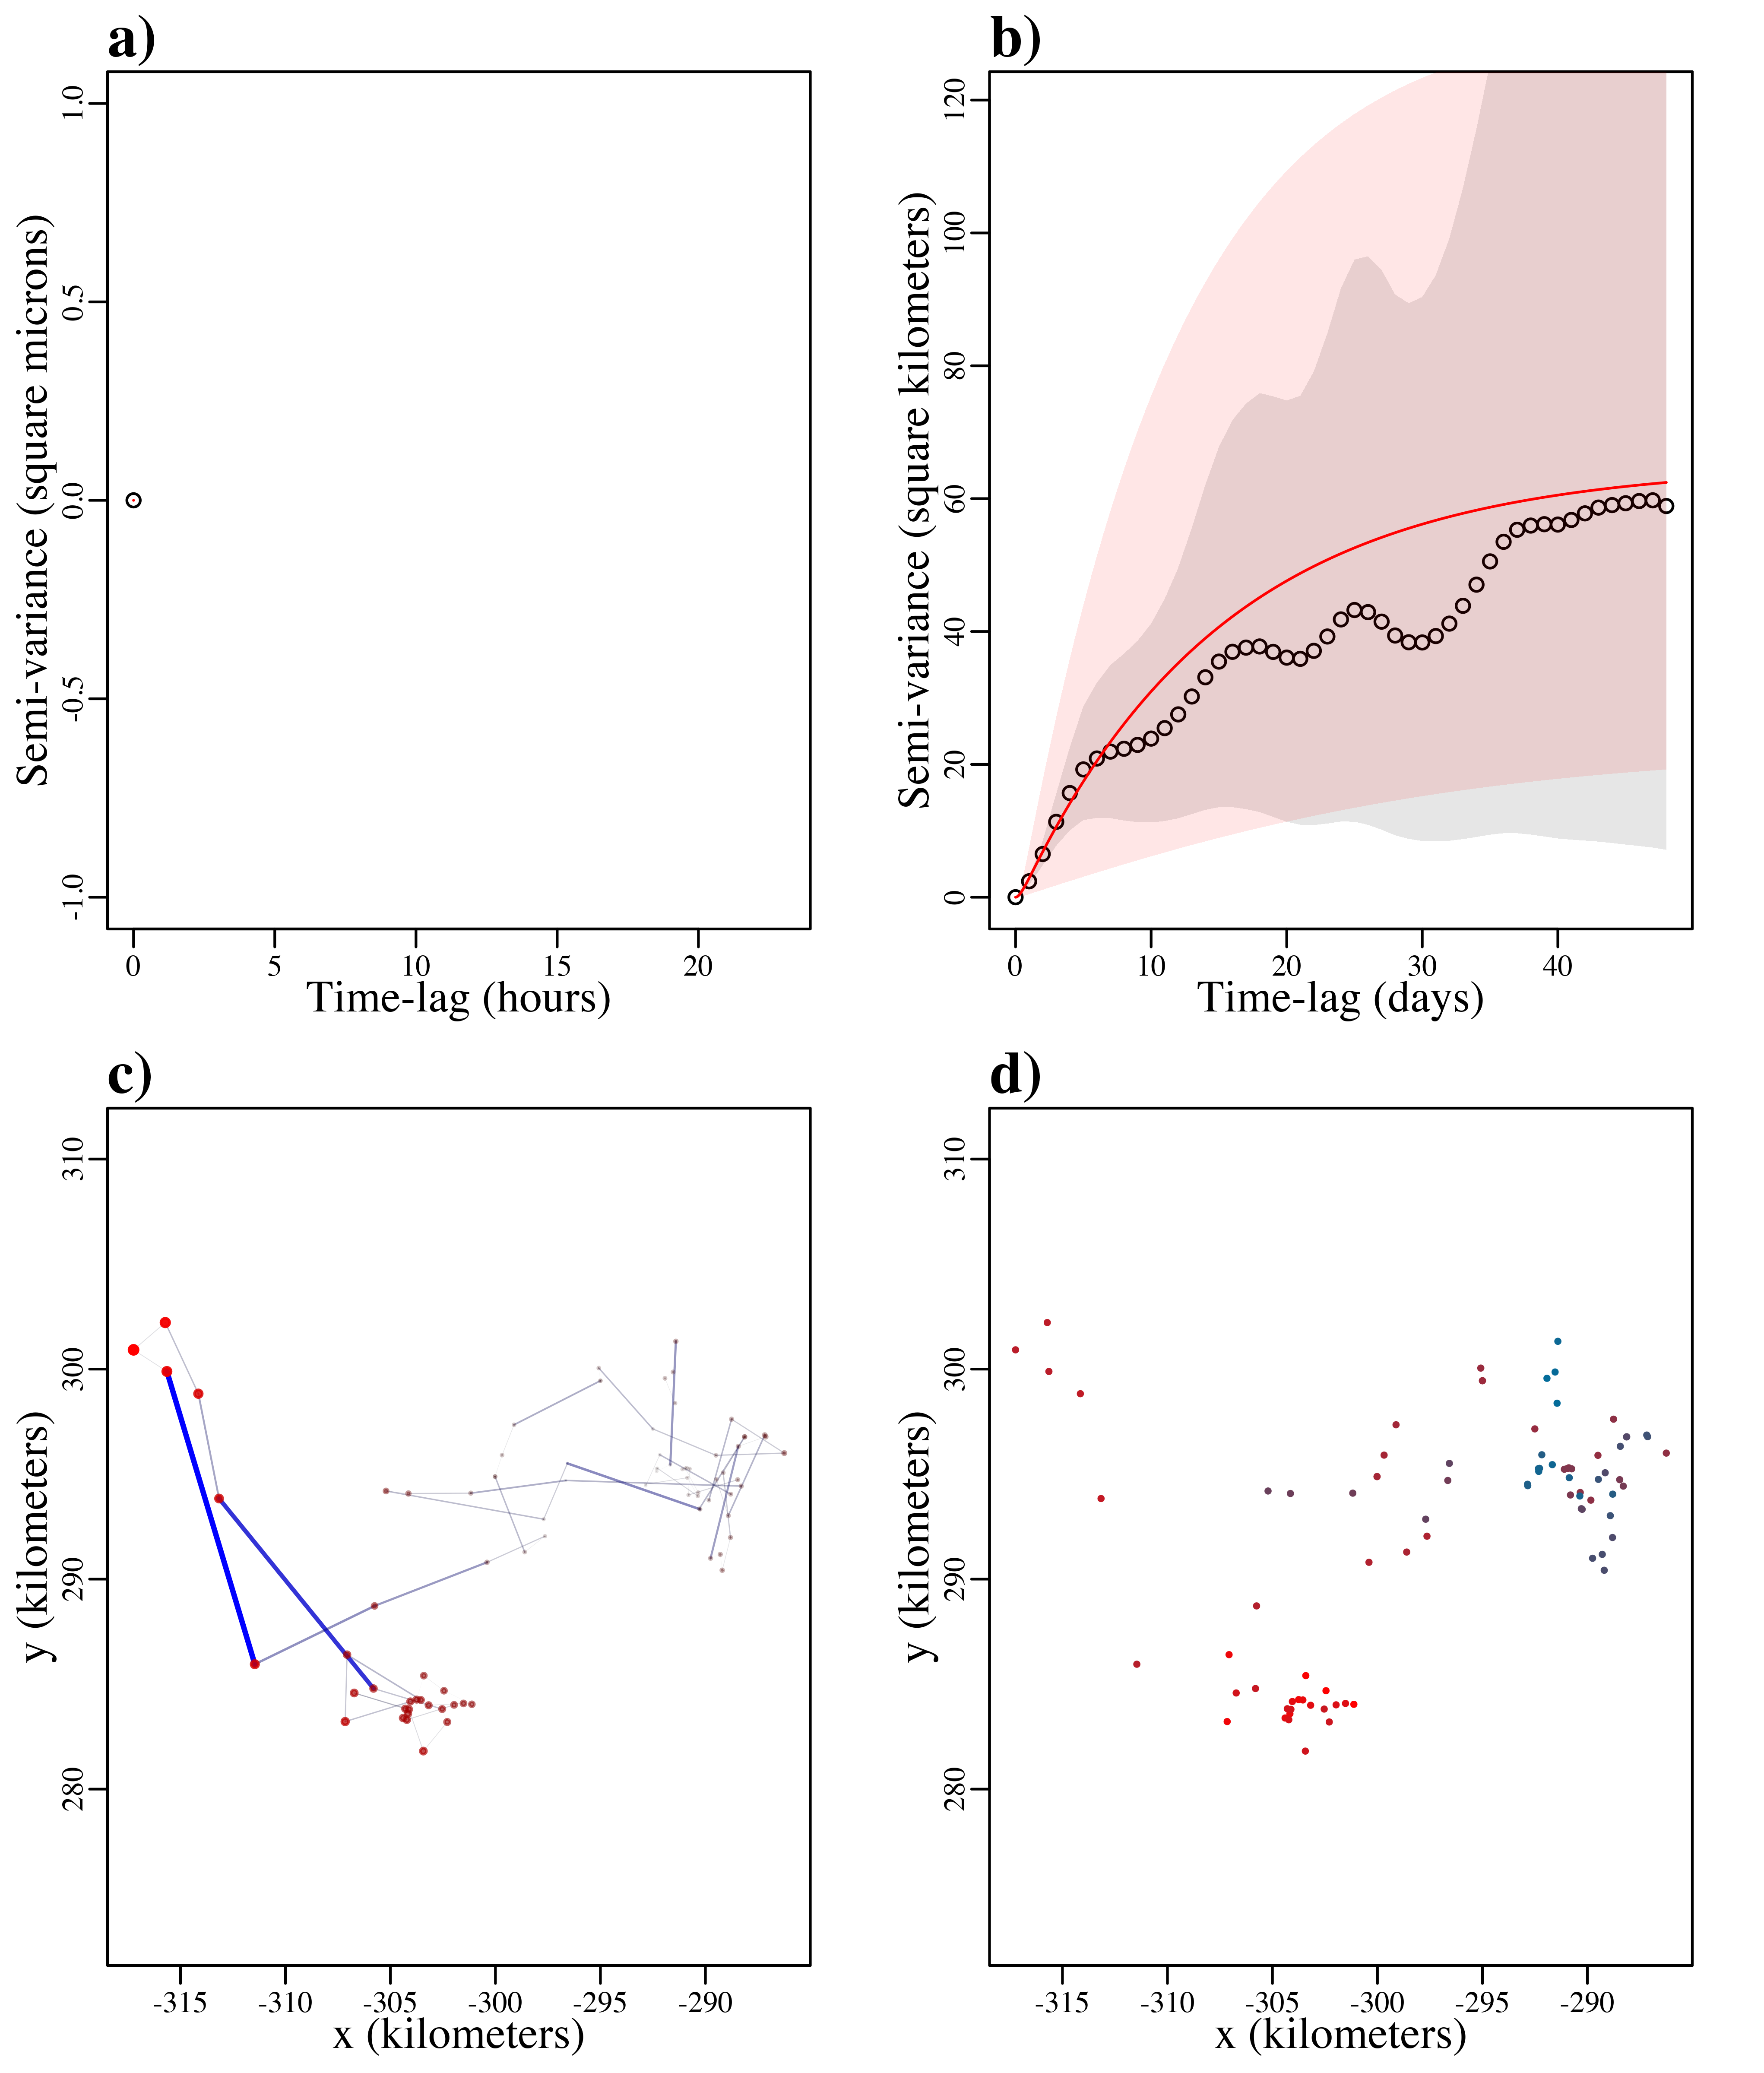 a)
Semi-variance (square microns)
1.0
0.5
0.0
-0.5
-1.0
0 5 10 15 20
Time-lag (hours)
b)
Semi-variance (square kilometers)
120
100
80
60
40
20
0
0 10 20 30 40
Time-lag (days)
c)
y (kilometers)
310
300
290
280
-315 -310 -305 -300 -295 -290
x (kilometers)
d)
y (kilometers)
310
300
290
280
-315 -310 -305 -300 -295 -290
x (kilometers)